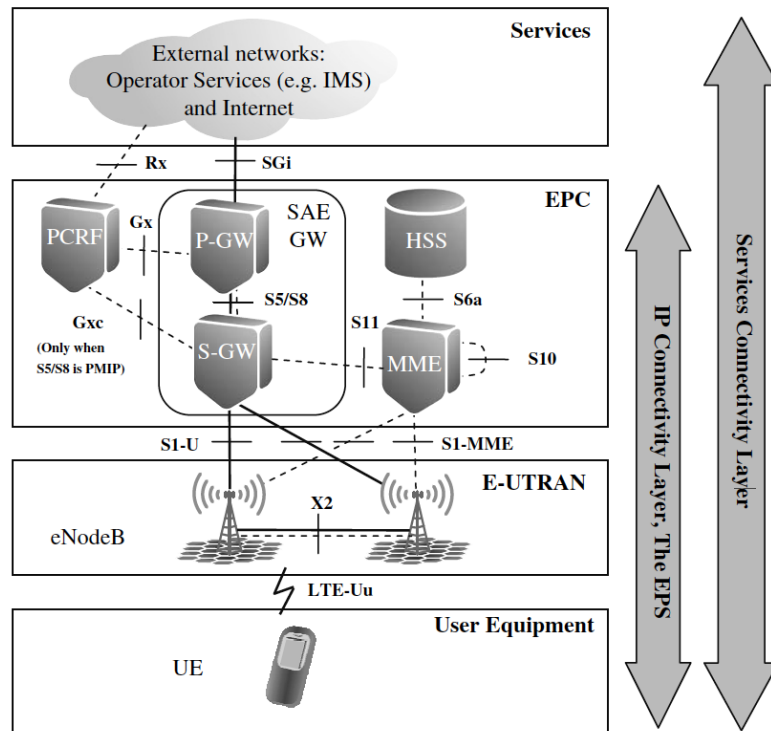 Services
External networks:
Operator Services (e.g. IMS)
and Internet
Rx
SGi
EPC
SAE
GW
PCRF
Gx
P-GW
HSS
S5/S8
S6a
Gxc
(Only when
S5/S8 is PMIP)
S-GW
S11
MME
S10
S1-U
S1-MME
E-UTRAN
X2
eNodeB
LTE-Uu
User Equipment
UE
IP Connectivity Layer, The EPS
Services Connectivity Layer